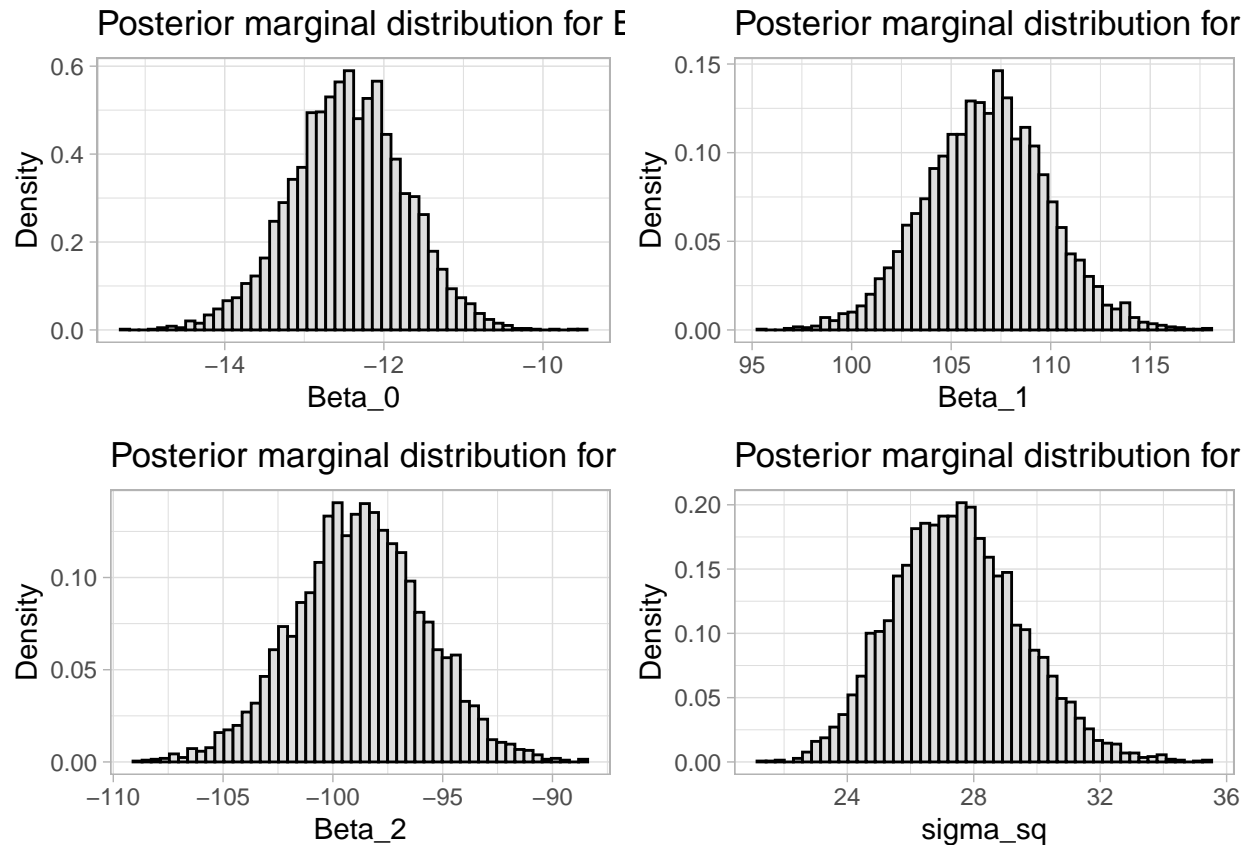 Posterior marginal distribution for B
Density
0.6
0.4
0.2
0.0
−14
−12
−10
Beta_0
Posterior marginal distribution for
Density
0.15
0.10
0.05
0.00
95
100
105
110
115
Beta_1
Posterior marginal distribution for
Density
0.10
0.05
0.00
−110
−105
−100
−95
−90
Beta_2
Posterior marginal distribution for
Density
0.20
0.15
0.10
0.05
0.00
24
28
32
36
sigma_sq